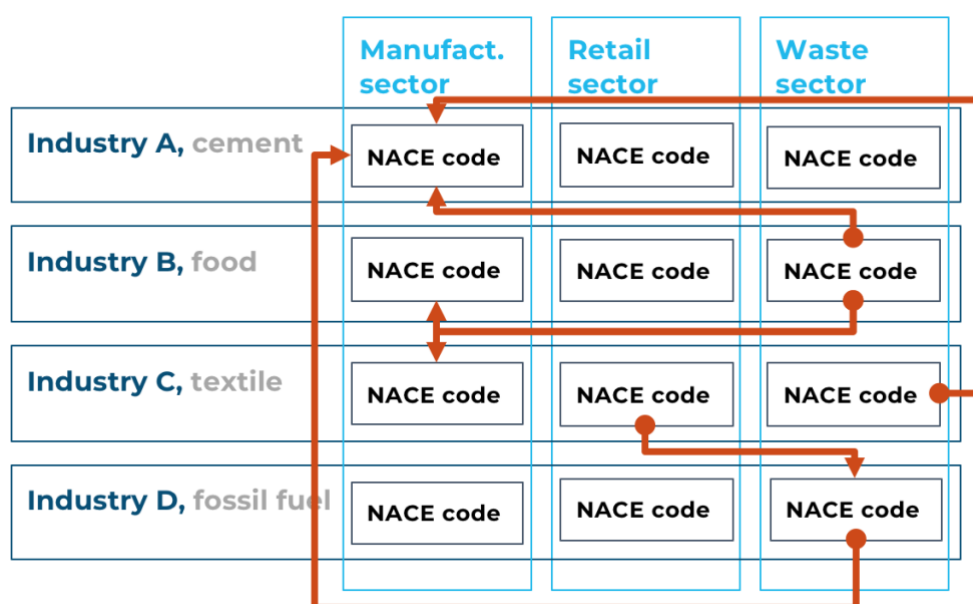 Manufact. sector
Retail sector
Waste sector
Industry A, cement
NACE code
NACE code
NACE code
Industry B, food
NACE code
NACE code
NACE code
Industry C, textile
NACE code
NACE code
NACE code
Industry D, fossil fuel
NACE code
NACE code
NACE code